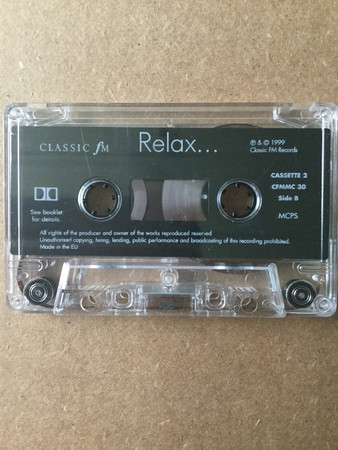 CLASSIC fM
Relax...
℗ & © 1999
Classic FM Records
CASSETTE 2
CFMMC 30
Side B
MCPS
See booklet
for details.
All rights of the producer and owner of the works reproduced reserved
Unauthorised copying, hiring, lending, public performance and broadcasting of this recording prohibited.
Made in the EU